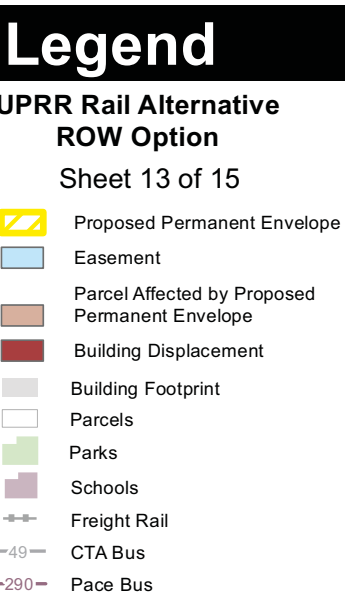 Legend
UPRR Rail Alternative
ROW Option
Sheet 13 of 15
Proposed Permanent Envelope
Easement
Parcel Affected by Proposed
Permanent Envelope
Building Displacement
Building Footprint
Parcels
Parks
Schools
Freight Rail
49 CTA Bus
290 Pace Bus